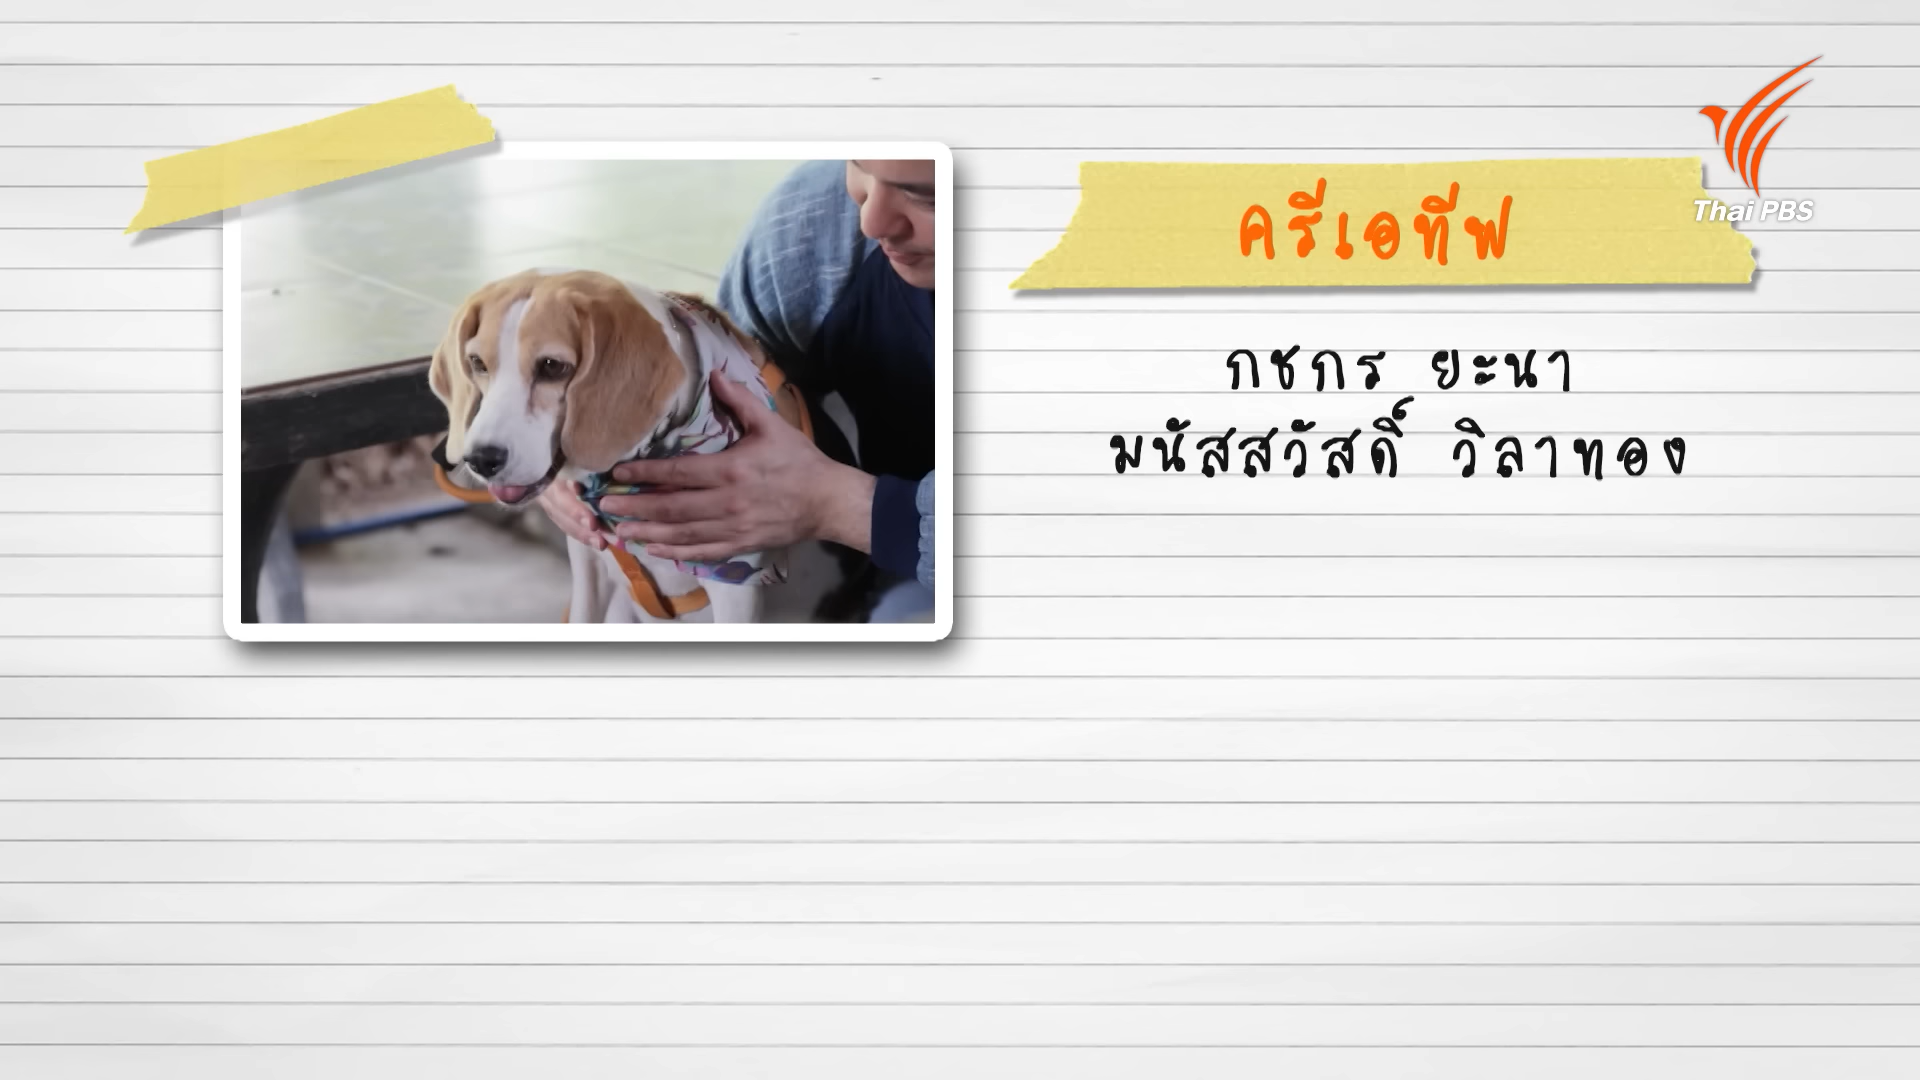 Thai PBS
ครีเอทีฟ
กชกร ยะนา
มนัสสวัสดิ์ วิลาทอง